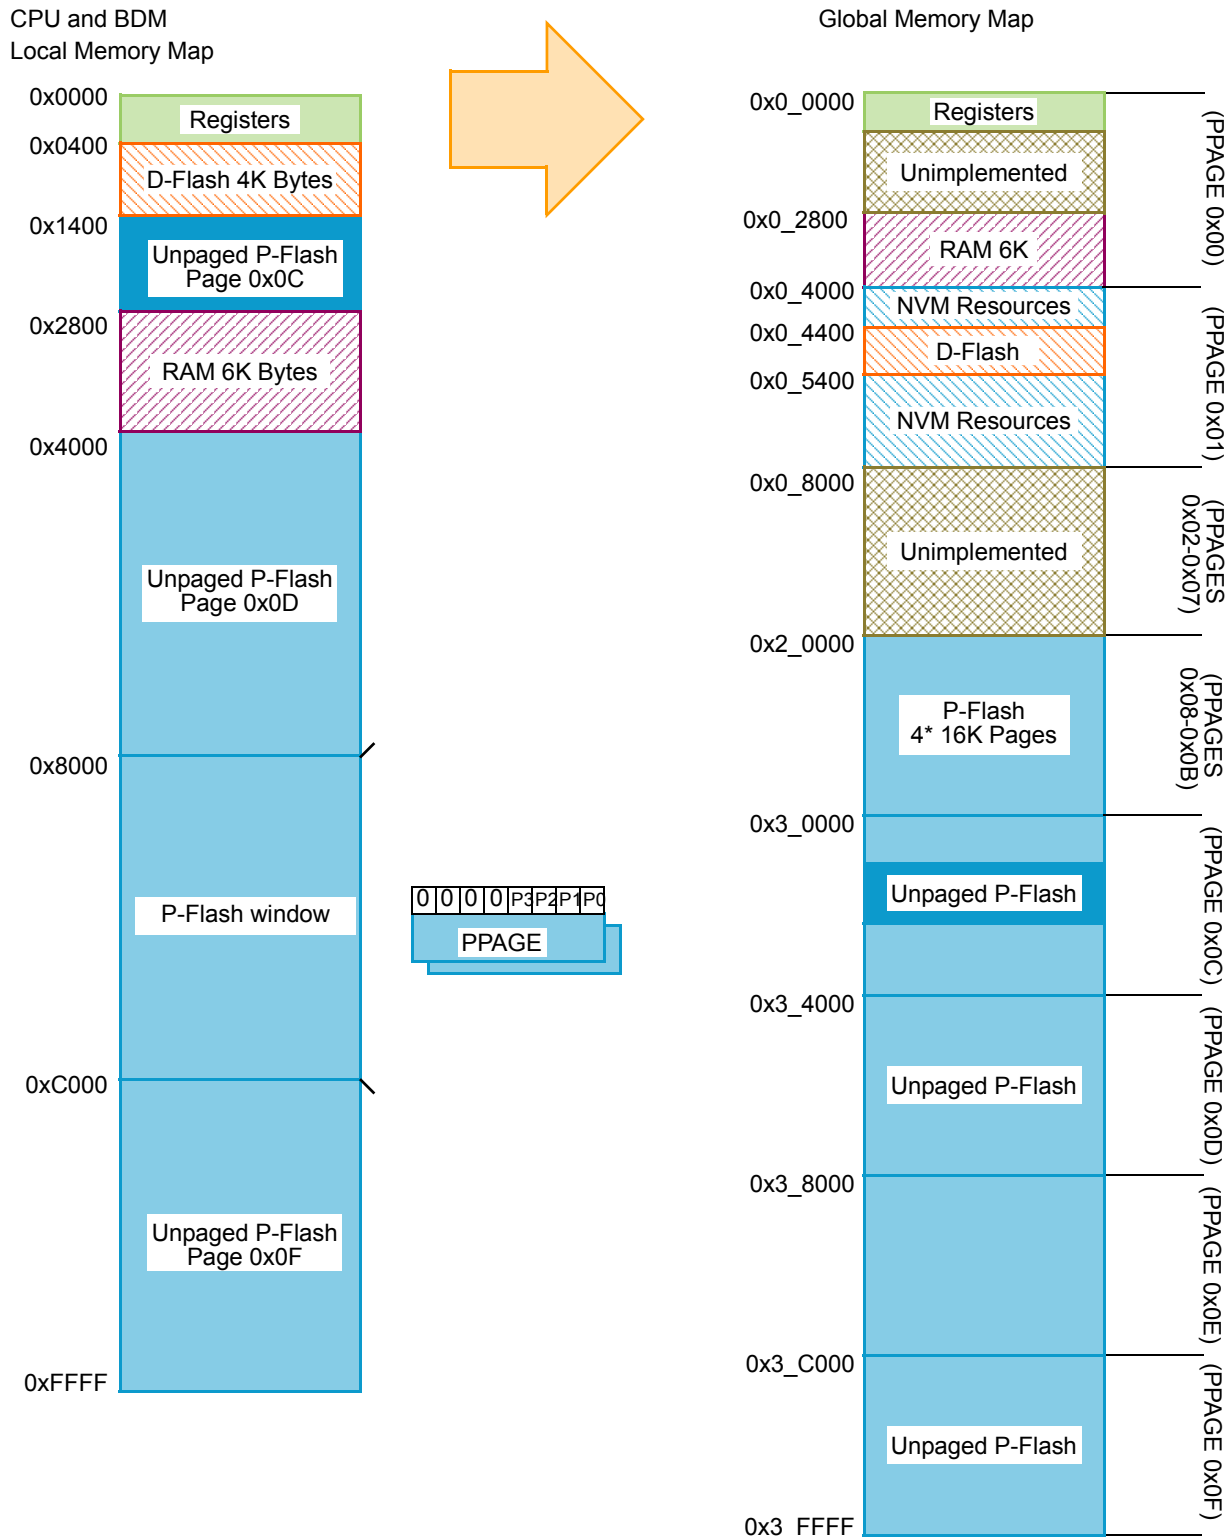 CPU and BDM
Local Memory Map
0x0000
Registers
0x0400
D-Flash 4K Bytes
0x1400
Unpaged P-Flash
Page 0x0C
0x2800
RAM 6K Bytes
0x4000
Unpaged P-Flash
Page 0x0D
0x8000
P-Flash window
0xC000
Unpaged P-Flash
Page 0x0F
0xFFFF
0 0 0 0 P3 P2 P1 P0
PPAGE
Global Memory Map
0x0_0000
Registers
Unimplemented
(PPAGE 0x00)
0x0_2800
RAM 6K
0x0_4000
NVM Resources
0x0_4400
D-Flash
(PPAGE 0x01)
0x0_5400
NVM Resources
0x0_8000
Unimplemented
(PPAGES
0x02-0x07)
0x2_0000
P-Flash
4* 16K Pages
(PPAGES
0x08-0x0B)
0x3_0000
Unpaged P-Flash
(PPAGE 0x0C)
0x3_4000
Unpaged P-Flash
(PPAGE 0x0D)
0x3_8000
(PPAGE 0x0E)
0x3_C000
Unpaged P-Flash
(PPAGE 0x0F)
0x3_FFFF